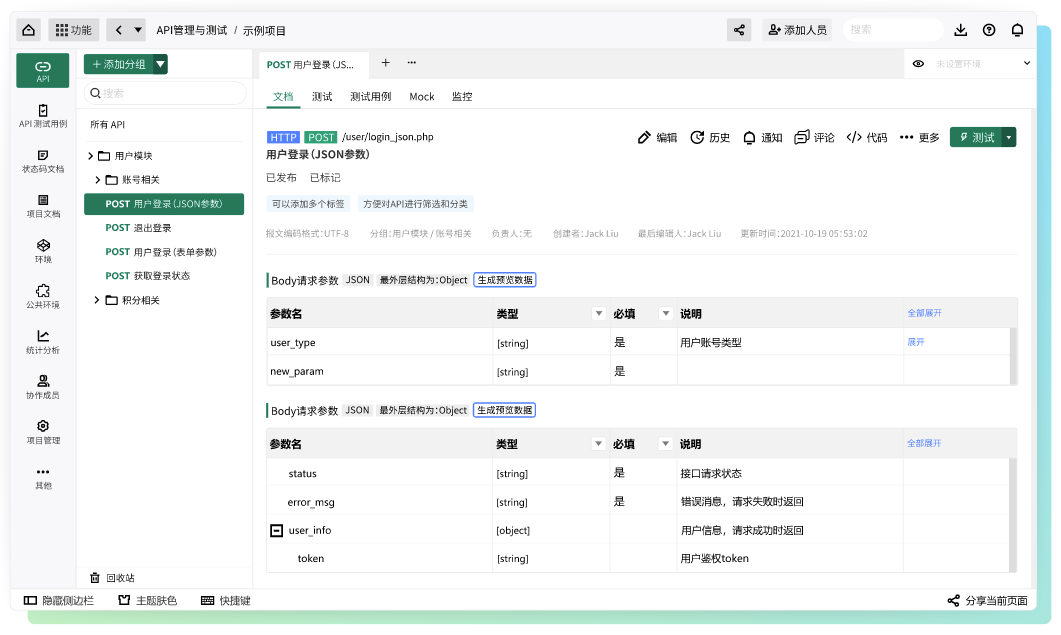 功能 API管理与测试 / 示例项目 添加人员 搜索
API
API测试用例
状态码文档
项目文档
环境
公共环境
统计分析
协作成员
项目管理
其他
添加分组
搜索
所有 API
用户模块
账号相关
POST 用户登录(JSON参数)
POST 退出登录
POST 用户登录(表单参数)
POST 获取登录状态
积分相关
回收站
POST 用户登录(JS... + ... 未设置环境
文档 测试 测试用例 Mock 监控
HTTP POST /user/login_json.php 编辑 历史 通知 评论 代码 更多 测试
用户登录(JSON参数)
已发布 已标记
可以添加多个标签 方便对API进行筛选和分类
报文编码格式:UTF-8 分组:用户模块 / 账号相关 负责人:无 创建者:Jack Liu 最后编辑人:Jack Liu 更新时间:2021-10-19 05:53:02
Body请求参数 JSON 最外层结构为:Object 生成预览数据
参数名 类型 必填 说明 全部展开
user_type [string] 是 用户账号类型 展开
new_param [string] 是
Body请求参数 JSON 最外层结构为:Object 生成预览数据
参数名 类型 必填 说明 全部展开
status [string] 是 接口请求状态
error_msg [string] 是 错误消息，请求失败时返回
user_info [object] 用户信息，请求成功时返回
token [string] 用户鉴权token
隐藏侧边栏 主题肤色 快捷键 分享当前页面